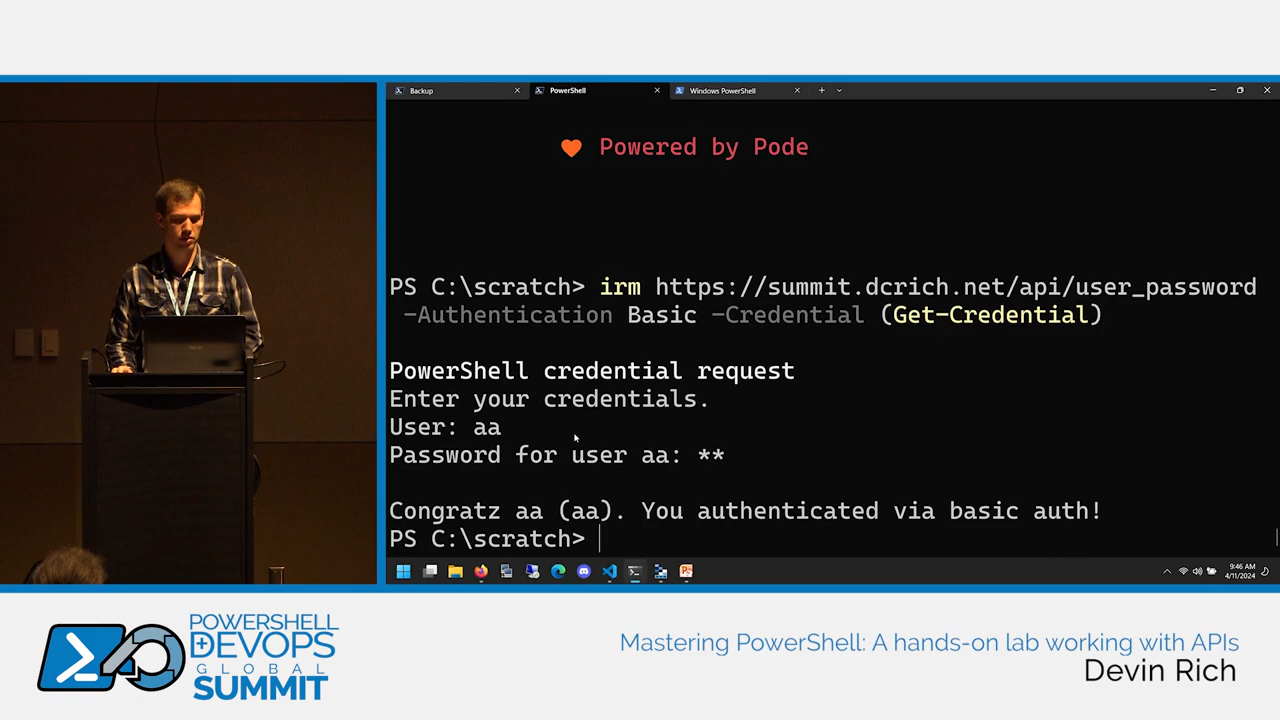 Backup
PowerShell
Windows PowerShell
Powered by Pode
PS C:\scratch> irm https://summit.dcrich.net/api/user_password
-Authentication Basic -Credential (Get-Credential)
PowerShell credential request
Enter your credentials.
User: aa
Password for user aa: **
Congratz aa (aa). You authenticated via basic auth!
PS C:\scratch>
9:46 AM
4/11/2024
POWERSHELL
DEVOPS
GLOBAL
SUMMIT
Mastering PowerShell: A hands-on lab working with APIs
Devin Rich